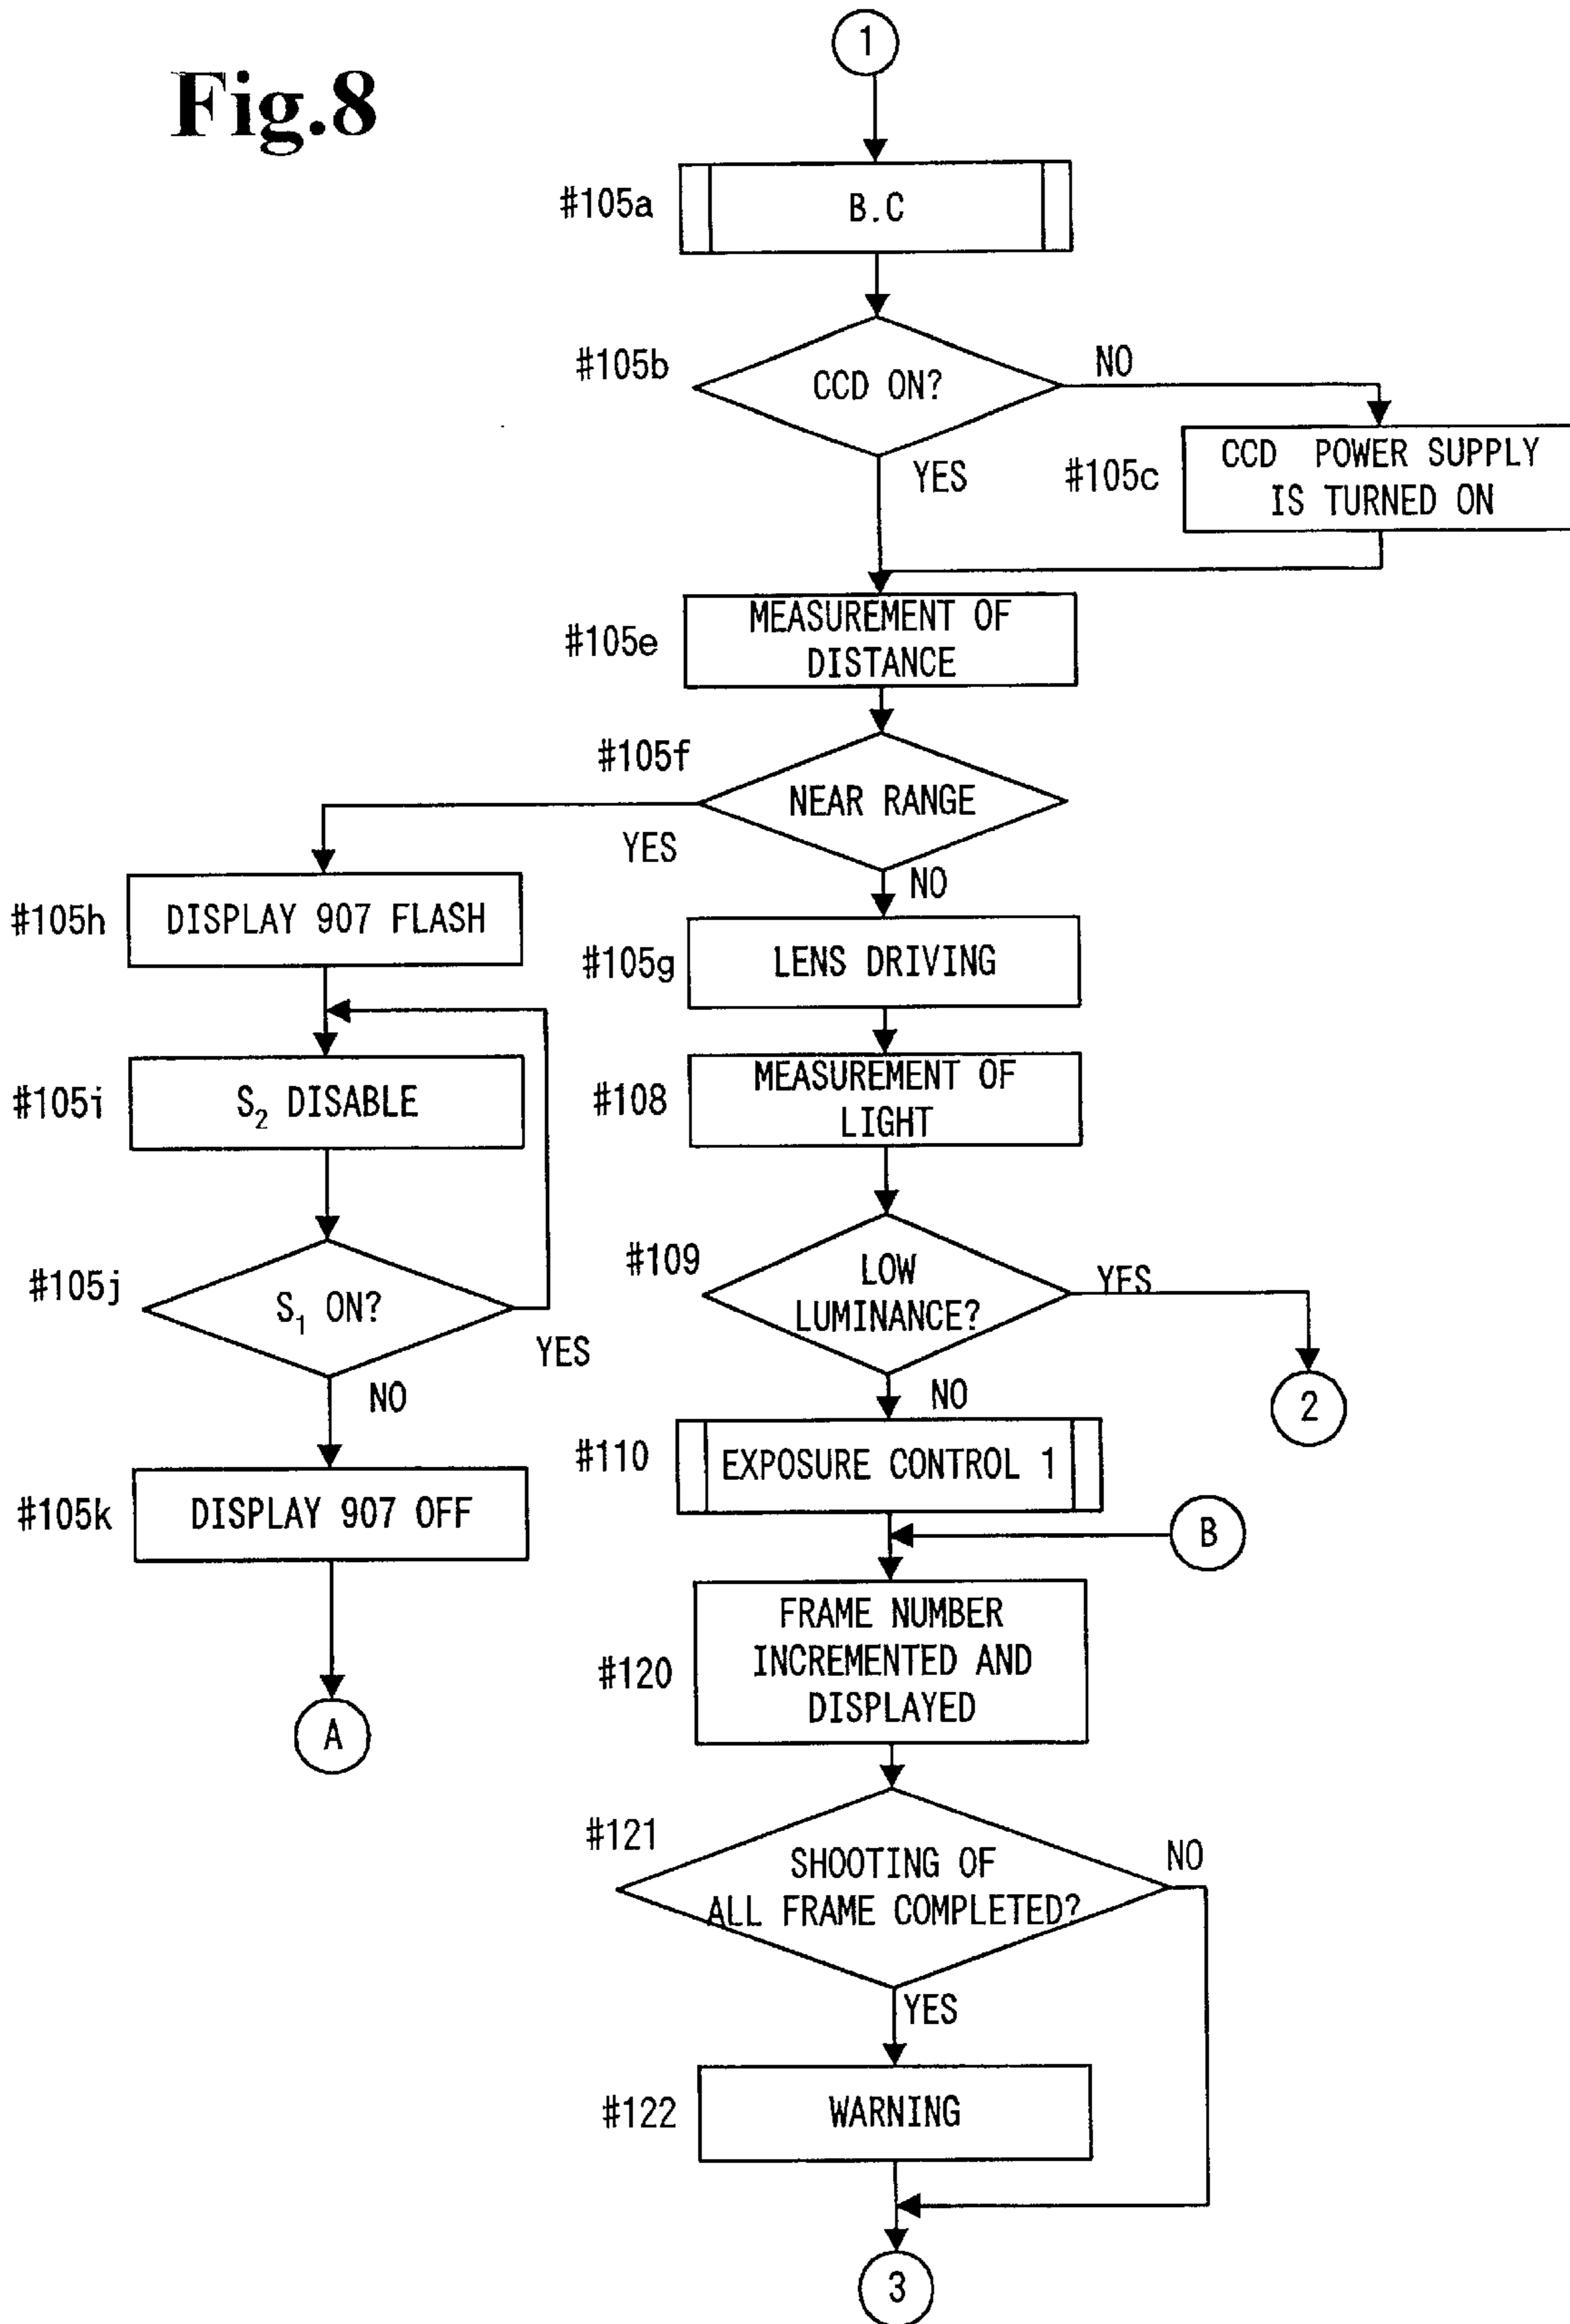 Fig.8
1
#105a
B.C
#105b
CCD ON?
NO
YES
#105c
CCD POWER SUPPLY
IS TURNED ON
#105e
MEASUREMENT OF
DISTANCE
#105f
NEAR RANGE
YES
NO
#105h
DISPLAY 907 FLASH
#105g
LENS DRIVING
#105i
S₂ DISABLE
#108
MEASUREMENT OF
LIGHT
#105j
S₁ ON?
YES
NO
#109
LOW
LUMINANCE?
YES
2
NO
#110
EXPOSURE CONTROL 1
#105k
DISPLAY 907 OFF
B
A
#120
FRAME NUMBER
INCREMENTED AND
DISPLAYED
#121
SHOOTING OF
ALL FRAME COMPLETED?
NO
YES
#122
WARNING
3